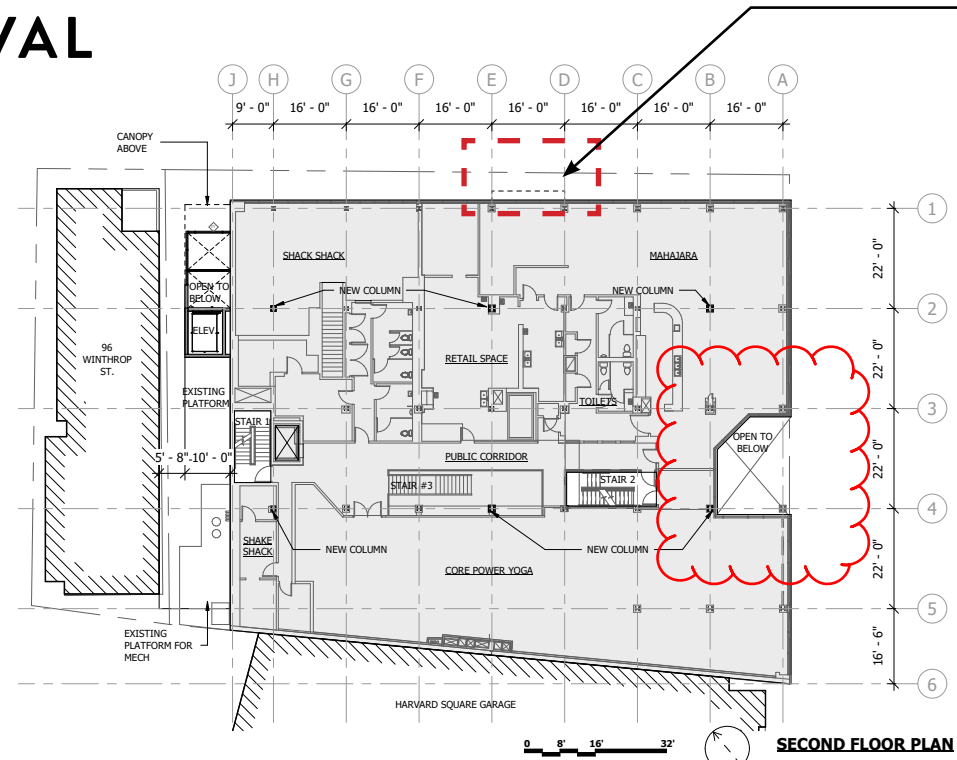 VAL
J H G F E D C B A
9' - 0" 16' - 0" 16' - 0" 16' - 0" 16' - 0" 16' - 0" 16' - 0" 16' - 0"
CANOPY
ABOVE
1
SHACK SHACK
MAHAJARA
22' - 0"
OPEN TO
BELOW
NEW COLUMN
NEW COLUMN
2
ELEV.
96
WINTHROP
ST.
RETAIL SPACE
22' - 0"
EXISTING
PLATFORM
TOILETS
3
STAIR 1
OPEN TO
BELOW
5' - 8"
10' - 0"
PUBLIC CORRIDOR
22' - 0"
STAIR #3
STAIR 2
4
SHAKE
SHACK
NEW COLUMN
NEW COLUMN
CORE POWER YOGA
22' - 0"
5
EXISTING
PLATFORM FOR
MECH
16' - 6"
6
HARVARD SQUARE GARAGE
0 8' 16' 32'
SECOND FLOOR PLAN